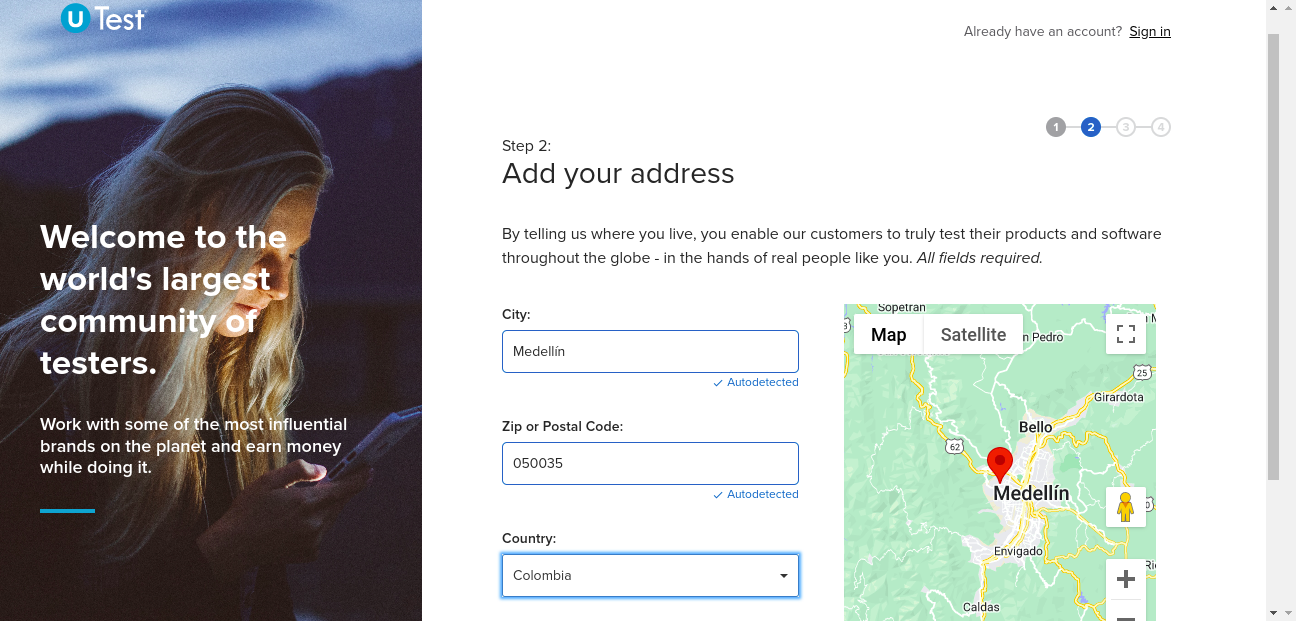 U Test
Already have an account? Sign in
1 2 3 4
Step 2:
Add your address
Welcome to the
world's largest
community of
testers.
Work with some of the most influential
brands on the planet and earn money
while doing it.
By telling us where you live, you enable our customers to truly test their products and software
throughout the globe - in the hands of real people like you. All fields required.
City:
Medellín
Autodetected
Zip or Postal Code:
050035
Autodetected
Country:
Colombia
Sopetran
Map Satellite
n Pedro
25
Girardota
Bello
62
Medellín
Envigado
Caldas